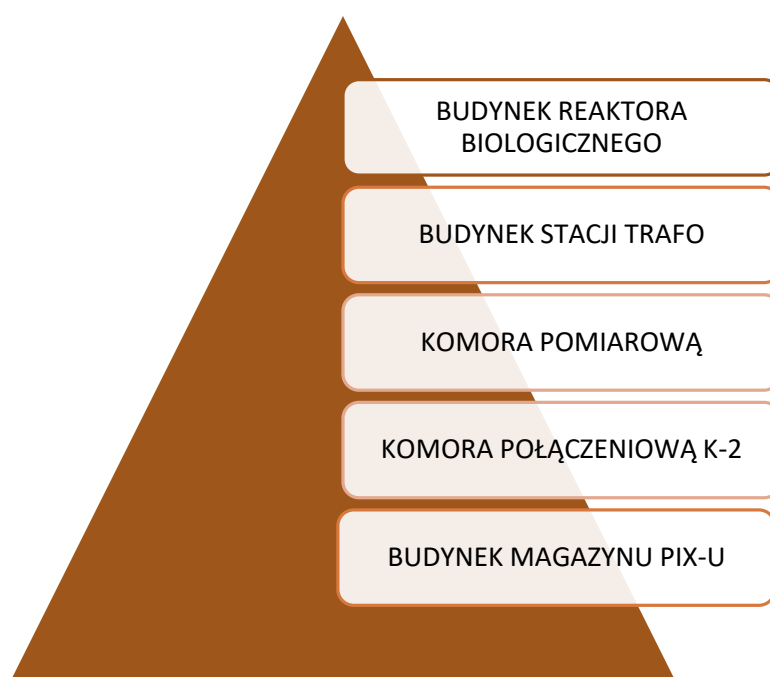 BUDYNEK REAKTORA
BIOLOGICZNEGO
BUDYNEK STACJI TRAFO
KOMORA POMIAROWĄ
KOMORA POŁĄCZENIOWĄ K-2
BUDYNEK MAGAZYNU PIX-U